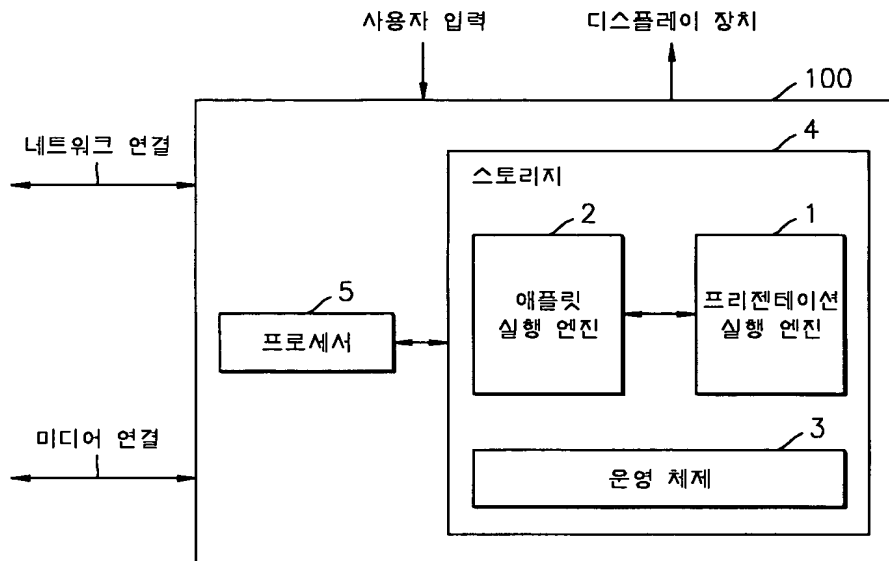 사용자 입력
디스플레이 장치
100
네트워크 연결
4
스토리지
2
1
애플릿
실행 엔진
프리젠테이션
실행 엔진
5
프로세서
미디어 연결
3
운영 체제